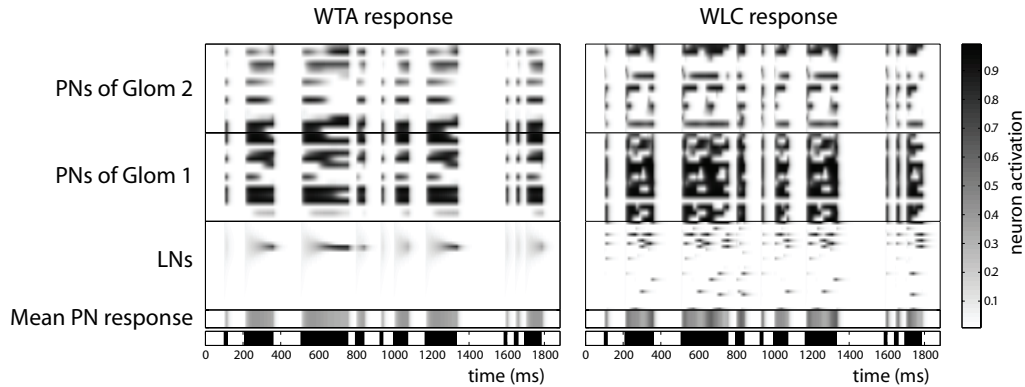 WTA response
WLC response
PNs of Glom 2
PNs of Glom 1
LNs
Mean PN response
0 200 400 600 800 1000 1200 1400 1600 1800
time (ms)
0 200 400 600 800 1000 1200 1400 1600 1800
time (ms)
0.9
0.8
0.7
0.6
0.5
0.4
0.3
0.2
0.1
neuron activation